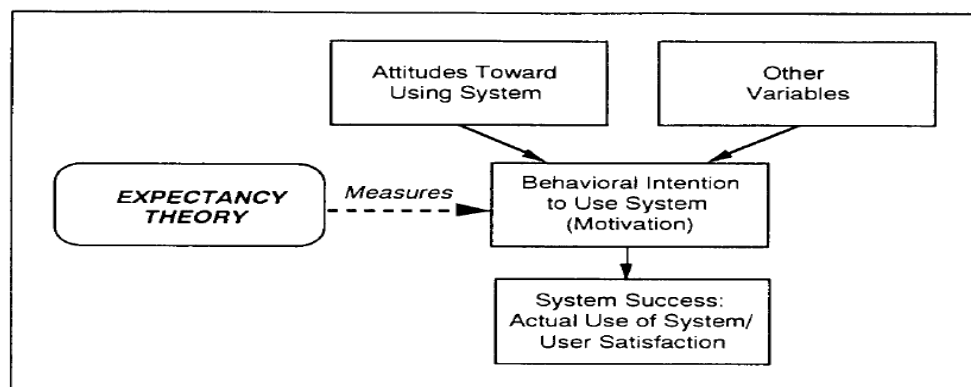 Attitudes Toward
Using System
Other
Variables
EXPECTANCY
THEORY
Measures
Behavioral Intention
to Use System
(Motivation)
System Success:
Actual Use of System/
User Satisfaction